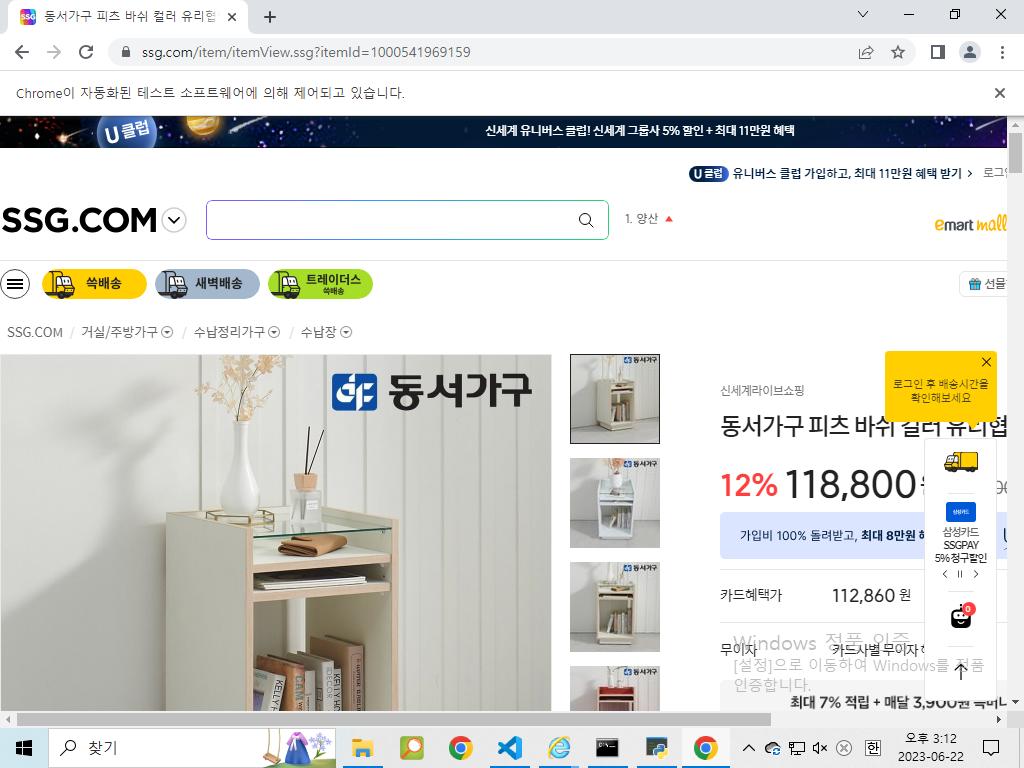 동서가구 피츠 바쉬 컬러 유리협
ssg.com/item/itemView.ssg?itemId=1000541969159
Chrome이 자동화된 테스트 소프트웨어에 의해 제어되고 있습니다.
U 클럽
신세계 유니버스 클럽! 신세계 그룹사 5% 할인 + 최대 11만원 혜택
U 클럽 유니버스 클럽 가입하고, 최대 11만원 혜택 받기 › 로그인
SSG.COM
1. 양산
emart mall
쓱배송
새벽배송
트레이더스
쓱배송
선물
SSG.COM / 거실/주방가구 / 수납정리가구 / 수납장
동서가구
로그인 후 배송시간을
확인해보세요
신세계라이브쇼핑
동서가구 피츠 바쉬 컬러 유리협
12% 118,800
가입비 100% 돌려받고, 최대 8만원
삼성카드
삼성카드
SSGPAY
5% 청구할인
카드혜택가 112,860 원
0
무이자 카드사별 무이자
Windows 정품 인증
[설정]으로 이동하여 Windows를 정품
인증합니다.
최대 7% 적립 + 매달 3,900원
찾기
한
오후 3:12
2023-06-22